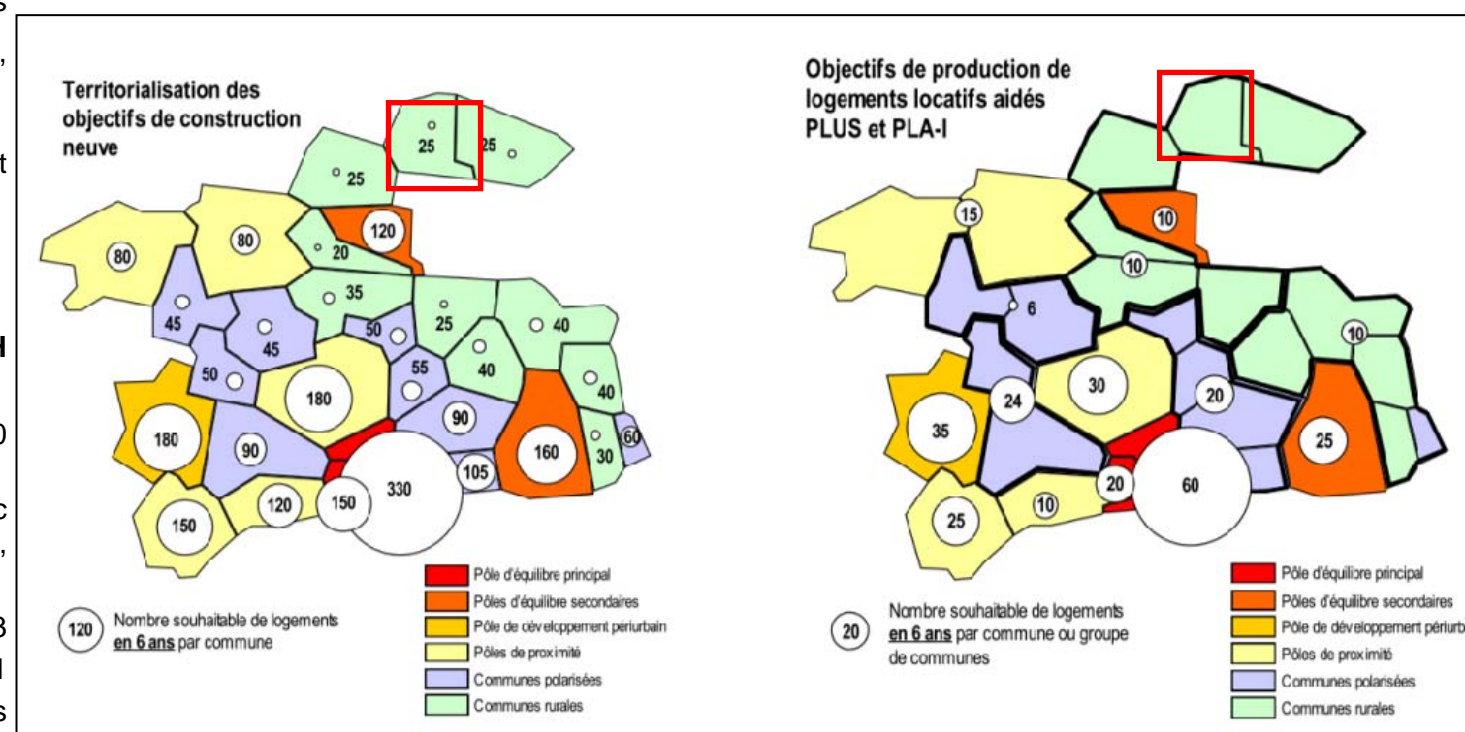 s
,
t
H
0
c
,
3
l
s
Territorialisation des
objectifs de construction
neuve
25
25
25
120
80
80
20
35
45
45
50
25
40
50
55
40
40
180
180
90
90
160
60
30
105
330
150
120
150
120
Nombre souhaitable de logements
en 6 ans par commune
Pôle d'équilibre principal
Pôles d'équilibre secondaires
Pôle de développement périurbain
Pôles de proximité
Communes polarisées
Communes rurales
Objectifs de production de
logements locatifs aidés
PLUS et PLA-I
15
10
10
6
10
30
24
20
35
25
20
60
25
10
20
Nombre souhaitable de logements
en 6 ans par commune ou groupe
de communes
Pôle d'équilibre principal
Pôles d'équilibre secondaires
Pôle de développement périurb
Pôles de proximité
Communes polarisées
Communes rurales